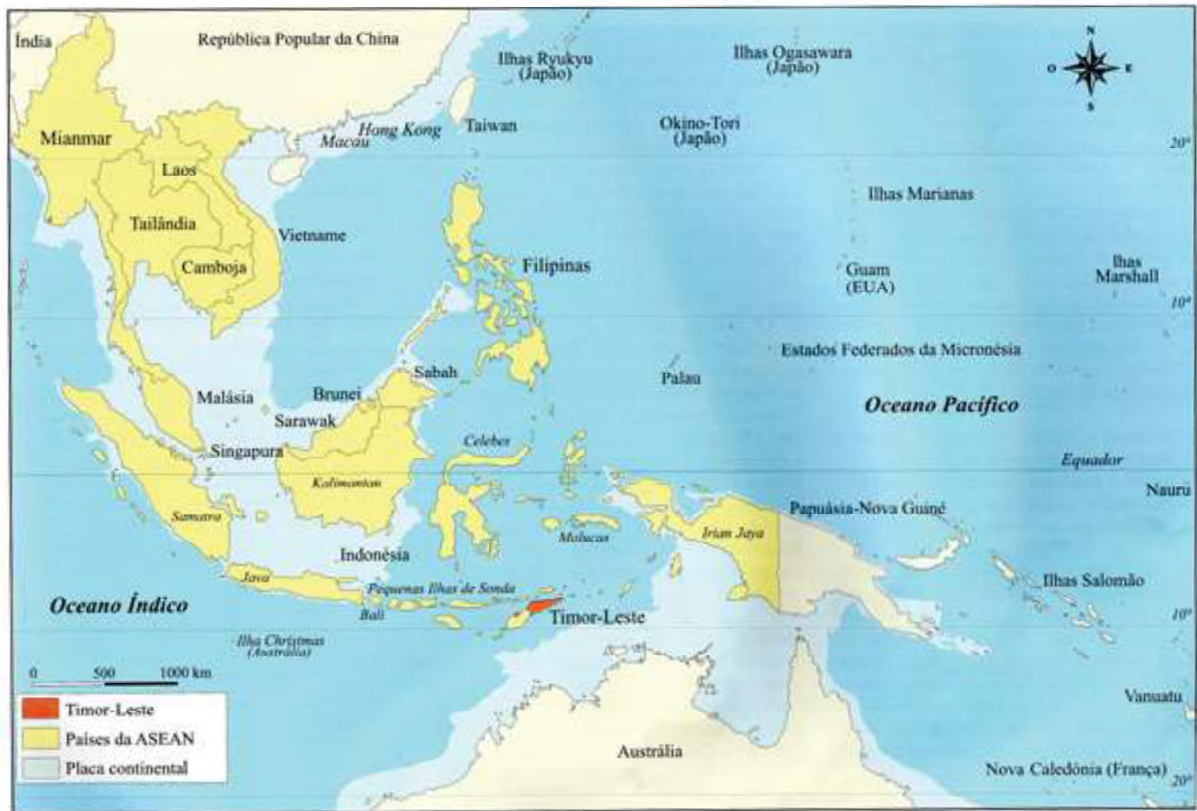 Índia
República Popular da China
Ilhas Ryukyu
(Japão)
Ilhas Ogasawara
(Japão)
N
O
E
S
Mianmar
Macau
Hong Kong
Taiwan
Okino-Tori
(Japão)
20°
Laos
Tailândia
Vietname
Camboja
Filipinas
Ilhas Marianas
Guam
(EUA)
Ihas
Marshall
10°
Estados Federados da Micronésia
Palau
Malásia
Brunei
Sabah
Sarawak
Oceano Pacífico
Singapura
Celebes
Equador
Kalimantan
Nauru
Samatra
Papuásia-Nova Guiné
Irian Jaya
Molucas
Indonésia
Java
Pequenas Ilhas de Sonda
Ilhas Salomão
Oceano Índico
Bali
Timor-Leste
10°
Ilha Christmas
(Austrália)
0 500 1000 km
Timor-Leste
Países da ASEAN
Placa continental
Austrália
Vanuatu
Nova Caledónia (França)
20°